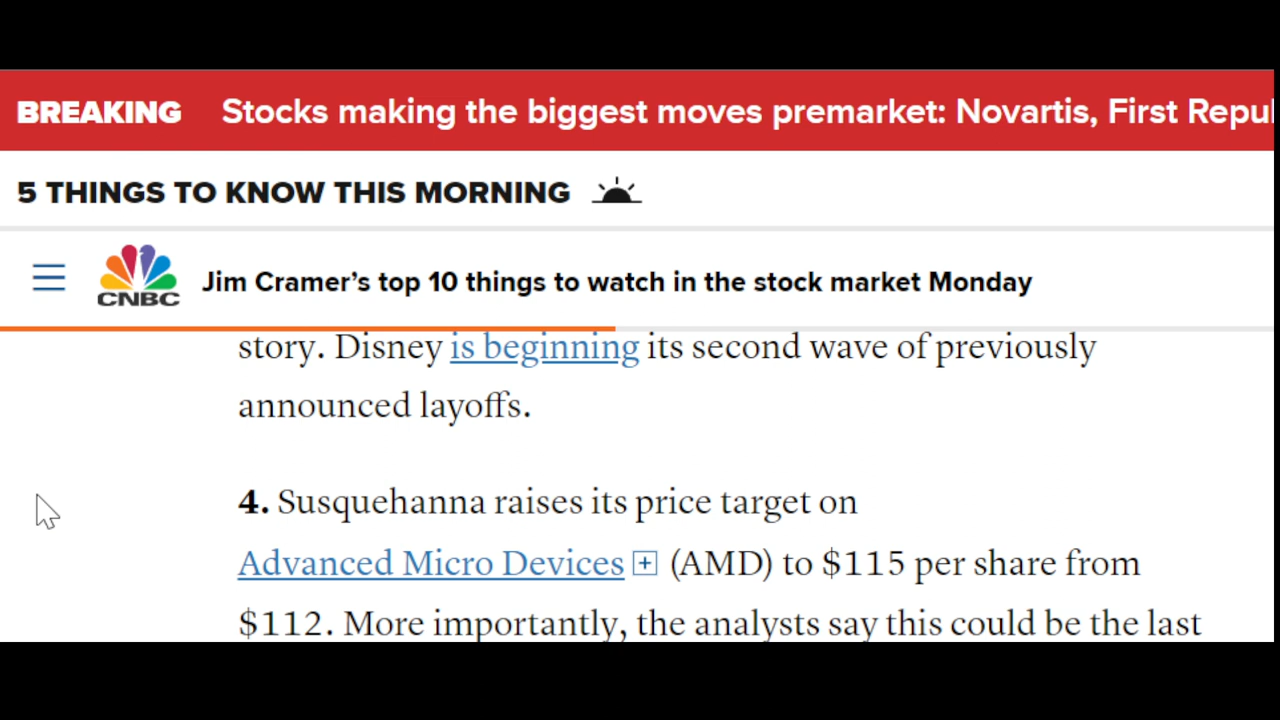 BREAKING Stocks making the biggest moves premarket: Novartis, First Repul
5 THINGS TO KNOW THIS MORNING
CNBC
Jim Cramer’s top 10 things to watch in the stock market Monday
story. Disney is beginning its second wave of previously
announced layoffs.
4. Susquehanna raises its price target on
Advanced Micro Devices (AMD) to $115 per share from
$112. More importantly, the analysts say this could be the last